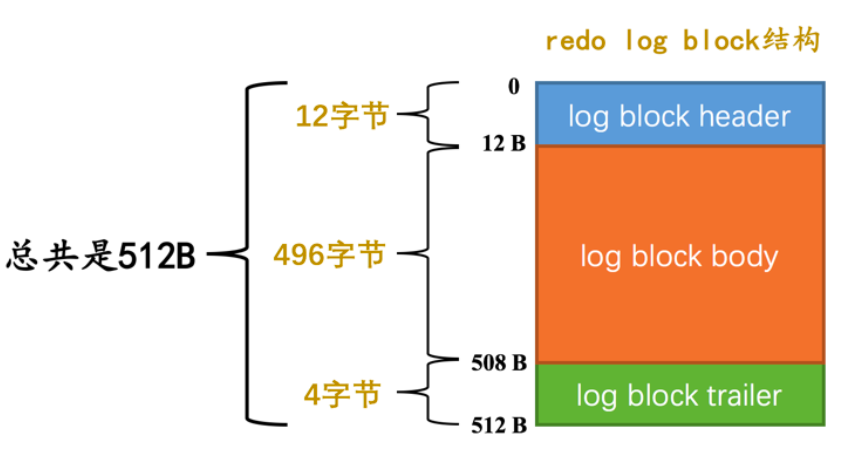 redo log block结构
0
12字节
log block header
12 B
总共是512B
496字节
log block body
508 B
4字节
log block trailer
512 B